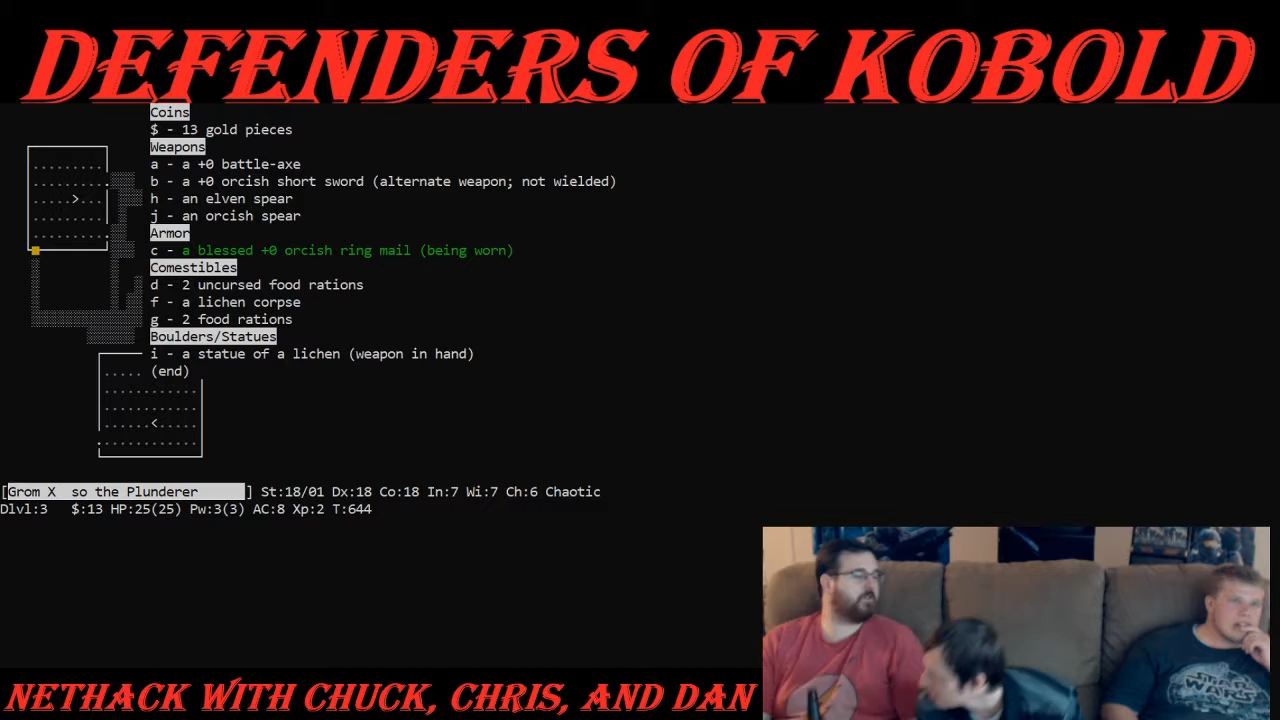 DEFENDERS OF KOBOLD
Coins
$ - 13 gold pieces
Weapons
a - a +0 battle-axe
b - a +0 orcish short sword (alternate weapon; not wielded)
h - an elven spear
j - an orcish spear
Armor
c - a blessed +0 orcish ring mail (being worn)
Comestibles
d - 2 uncursed food rations
f - a lichen corpse
g - 2 food rations
Boulders/Statues
i - a statue of a lichen (weapon in hand)
(end)
[Grom X  so the Plunderer      ] St:18/01 Dx:18 Co:18 In:7 Wi:7 Ch:6 Chaotic
Dlvl:3   $:13 HP:25(25) Pw:3(3) AC:8 Xp:2 T:644
STAR
WARS
NETHACK WITH CHUCK, CHRIS, AND DAN